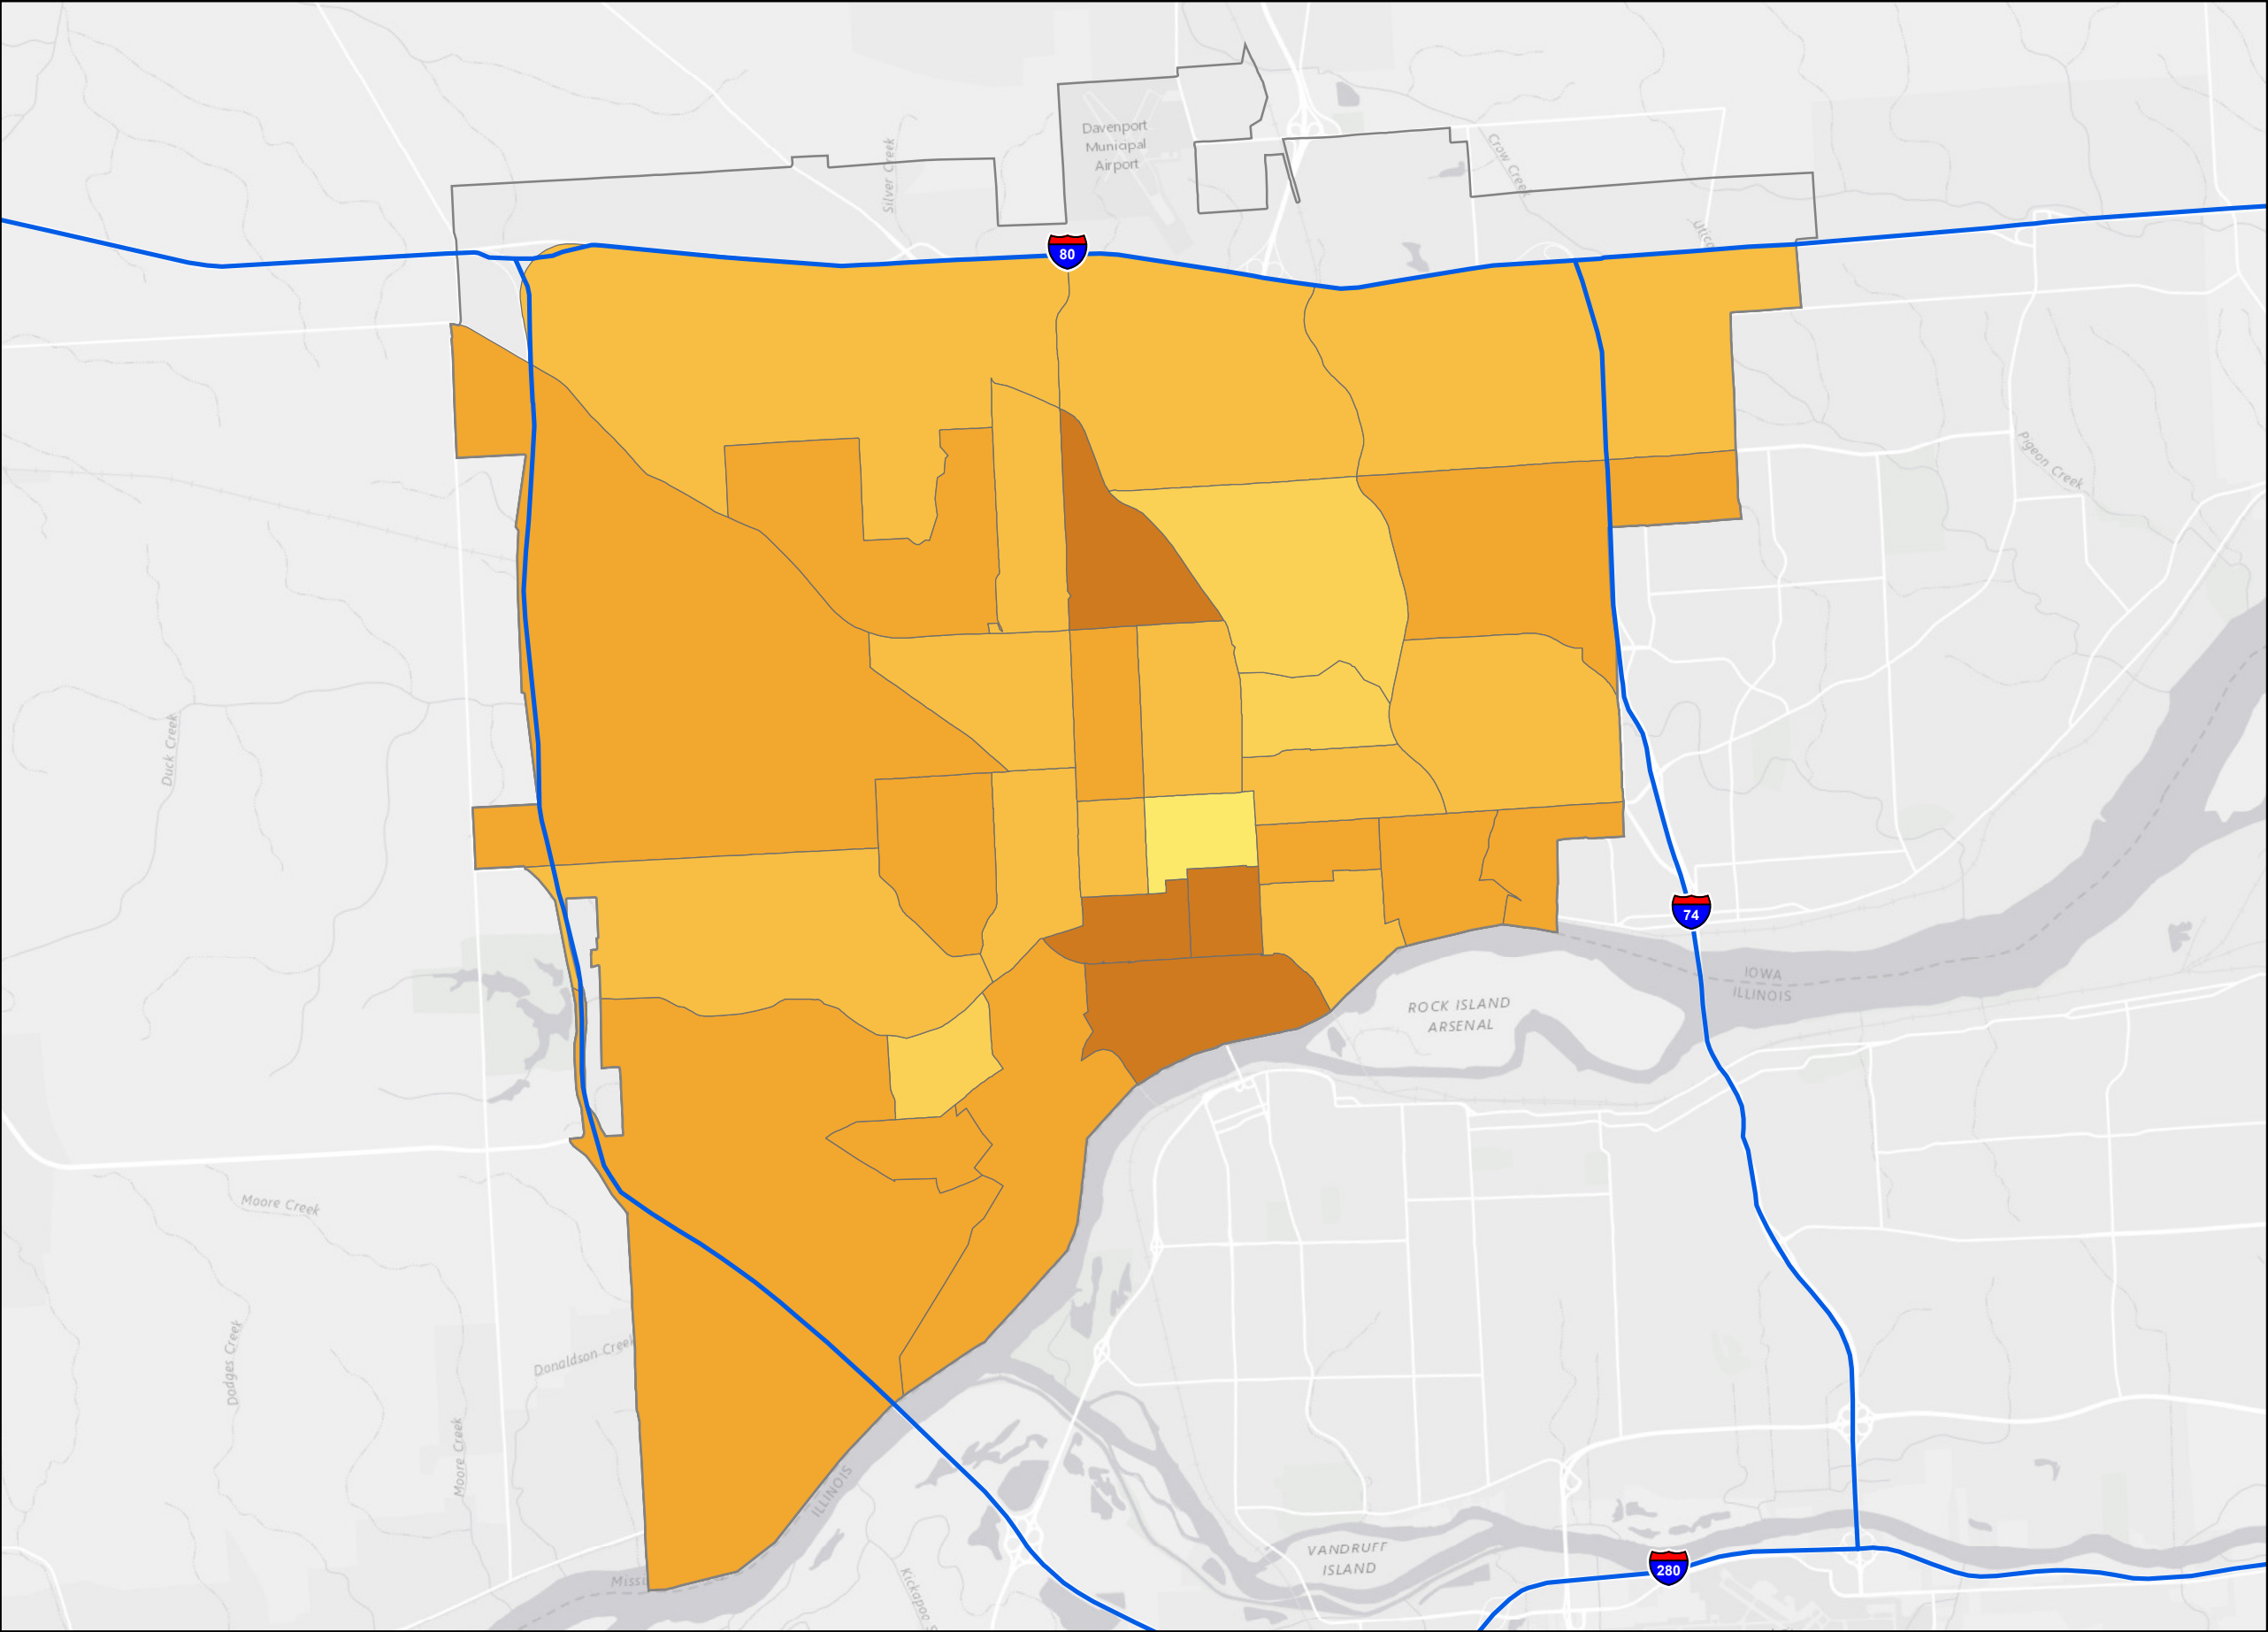 Davenport
Municipal
Airport
Silver Creek
Crow Creek
80
Pigeon Creek
Duck Creek
74
IOWA
ILLINOIS
ROCK ISLAND
ARSENAL
Moore Creek
Donaldson Creek
Dodges Creek
Moore Creek
ILLINOIS
VANDRUFF
ISLAND
280
Kickapoo